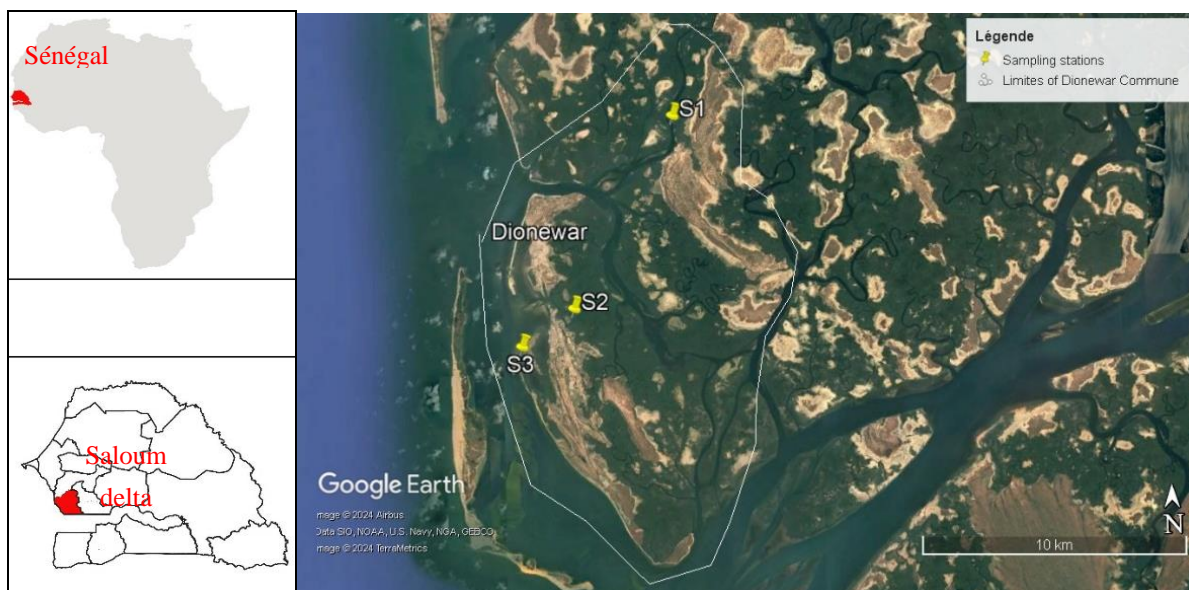 Sénégal
Saloum
delta
Légende
Sampling stations
Limites of Dionewar Commune
S1
Dionewar
S2
S3
Google Earth
mage © 2024 Airbus
Data SIO, NOAA, U.S. Navy, NGA, GEBCO
mage © 2024 TerraMetrics
N
10 km